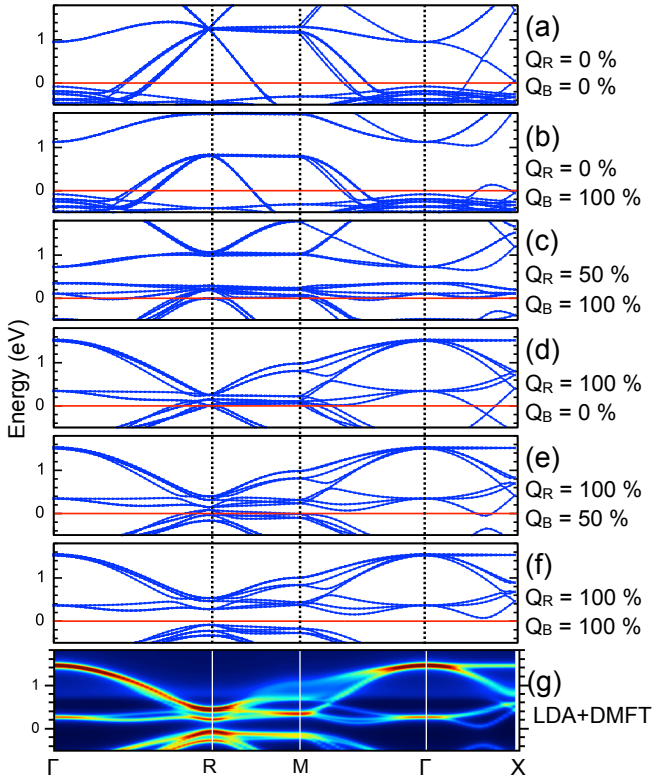 1
0
(a)
Q_R = 0 %
Q_B = 0 %
1
0
(b)
Q_R = 0 %
Q_B = 100 %
1
0
(c)
Q_R = 50 %
Q_B = 100 %
Energy (eV)
1
0
(d)
Q_R = 100 %
Q_B = 0 %
1
0
(e)
Q_R = 100 %
Q_B = 50 %
1
0
(f)
Q_R = 100 %
Q_B = 100 %
1
0
(g)
LDA+DMFT
Γ R M Γ X